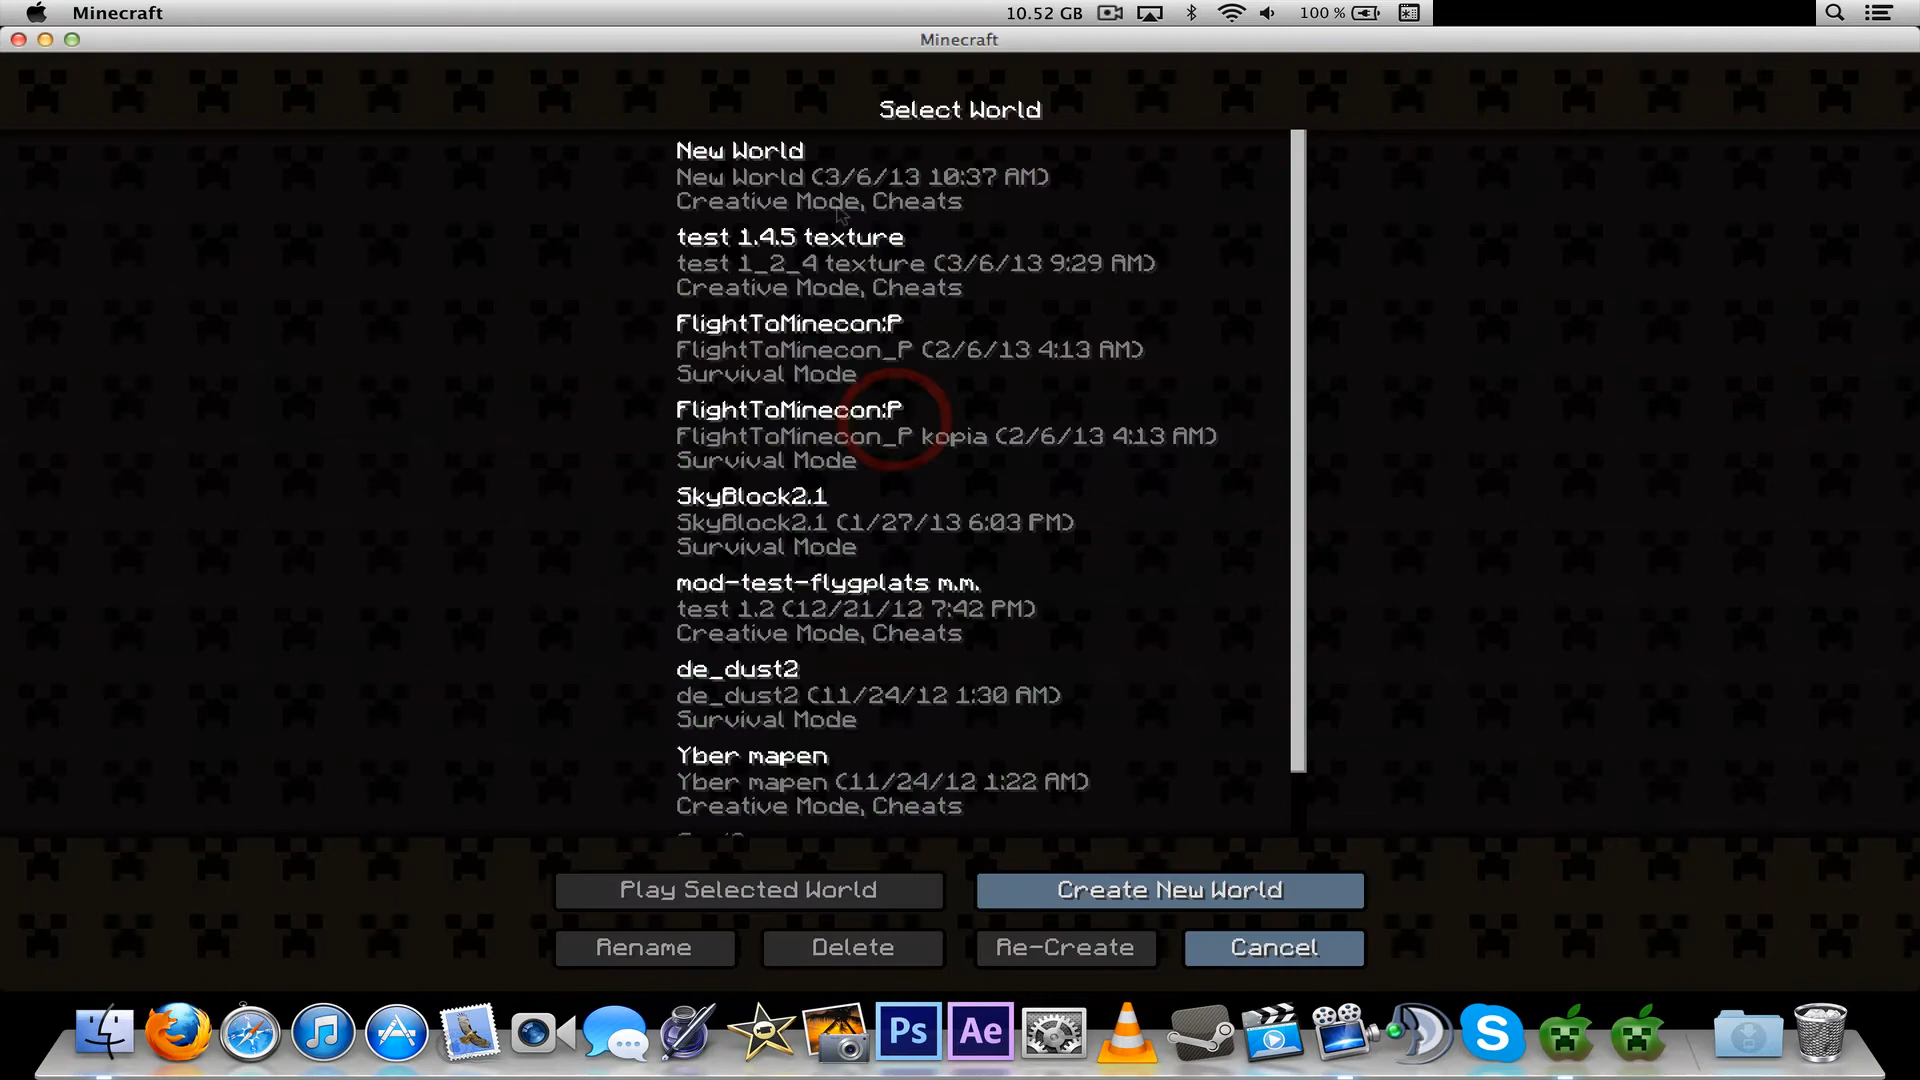 Minecraft
10.52 GB
100 %
Minecraft
Select World
New World
New World (3/6/13 10:37 AM)
Creative Mode, Cheats
test 1.4.5 texture
test 1_2_4 texture (3/6/13 9:29 AM)
Creative Mode, Cheats
FlightToMinecon:P
FlightToMinecon_P (2/6/13 4:13 AM)
Survival Mode
FlightToMinecon:P
FlightToMinecon_P kopia (2/6/13 4:13 AM)
Survival Mode
SkyBlock2.1
SkyBlock2.1 (1/27/13 6:03 PM)
Survival Mode
mod-test-flygplats m.m.
test 1.2 (12/21/12 7:42 PM)
Creative Mode, Cheats
de_dust2
de_dust2 (11/24/12 1:30 AM)
Survival Mode
Yber mapen
Yber mapen (11/24/12 1:22 AM)
Creative Mode, Cheats
Play Selected World
Create New World
Rename
Delete
Re-Create
Cancel
Ps
Ae
S